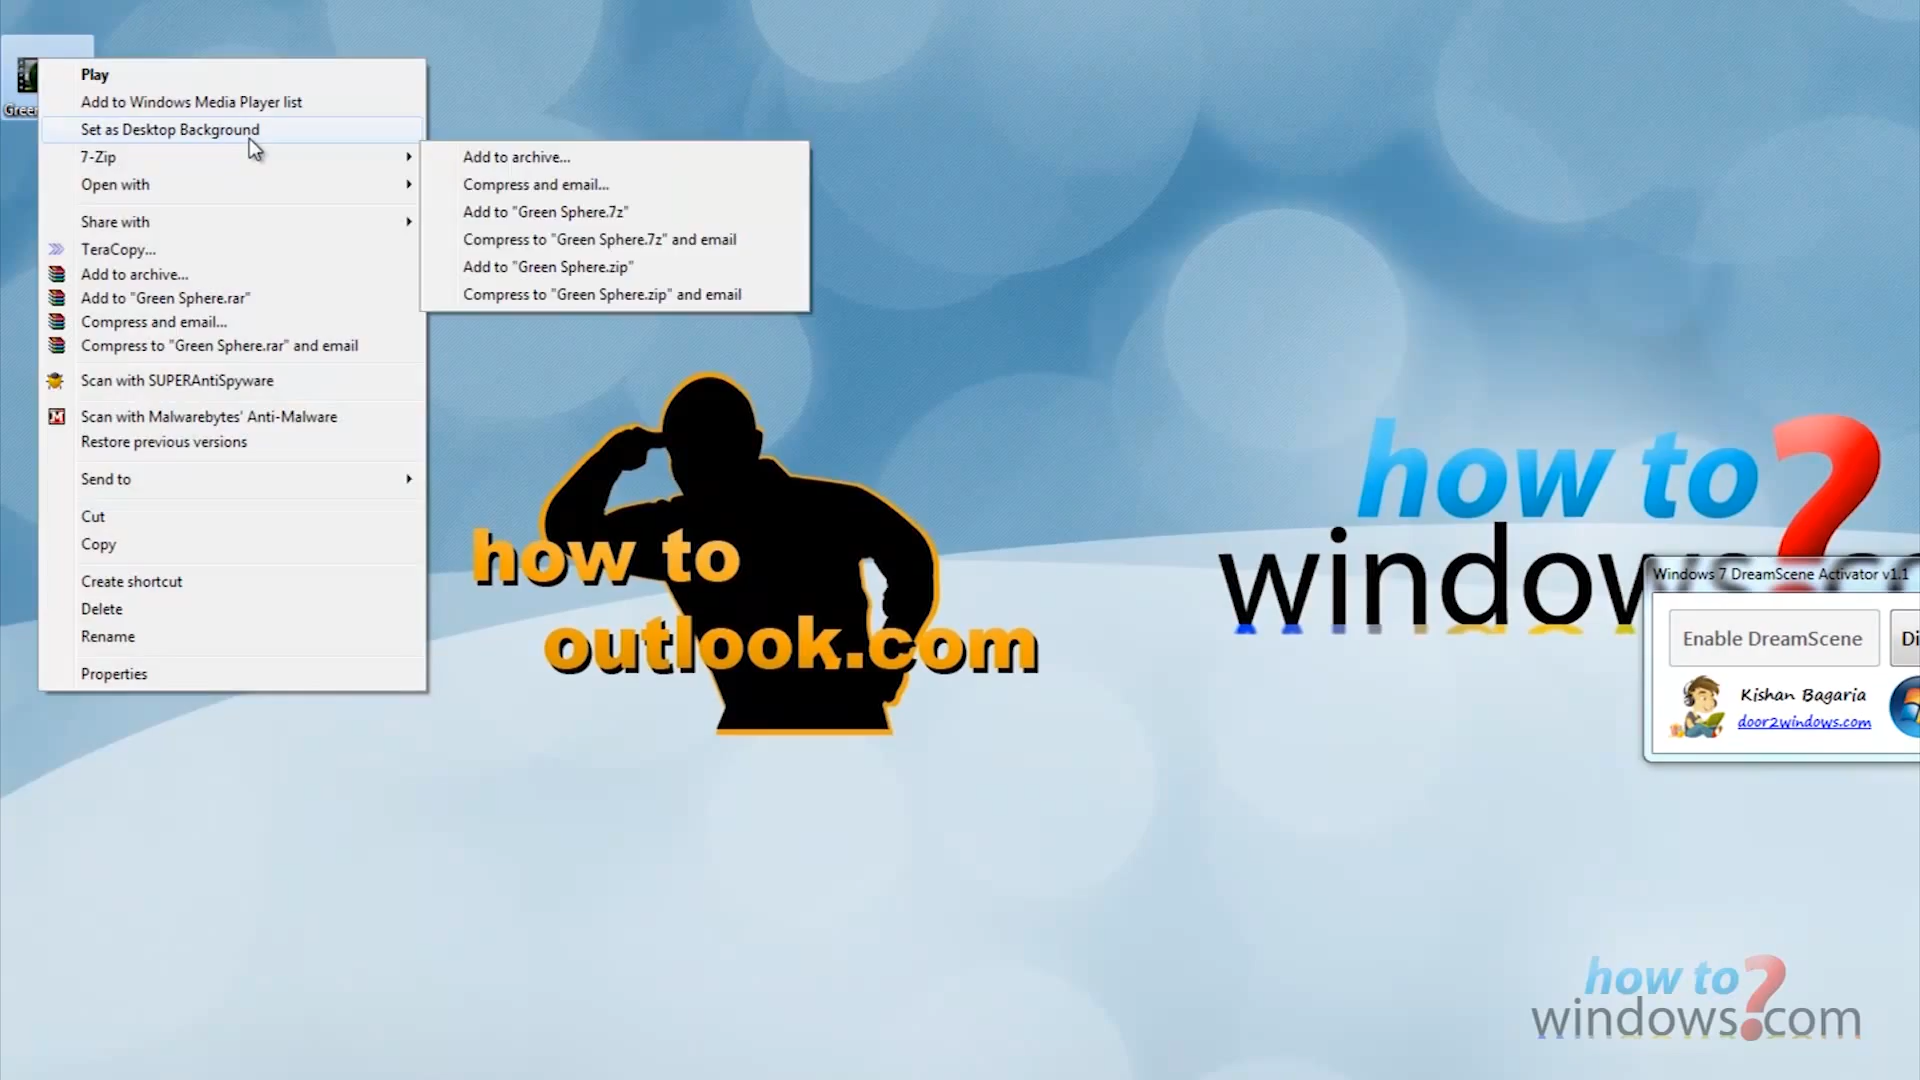 Green
Play
Add to Windows Media Player list
Set as Desktop Background
7-Zip
Open with
Share with
TeraCopy...
Add to archive...
Add to "Green Sphere.rar"
Compress and email...
Compress to "Green Sphere.rar" and email
Scan with SUPERAntiSpyware
Scan with Malwarebytes' Anti-Malware
Restore previous versions
Send to
Cut
Copy
Create shortcut
Delete
Rename
Properties
Add to archive...
Compress and email...
Add to "Green Sphere.7z"
Compress to "Green Sphere.7z" and email
Add to "Green Sphere.zip"
Compress to "Green Sphere.zip" and email
how to
outlook.com
how to?
windows.co
Windows 7 DreamScene Activator v1.1
Enable DreamScene
Di
Kishan Bagaria
door2windows.com
how to?
windows.com